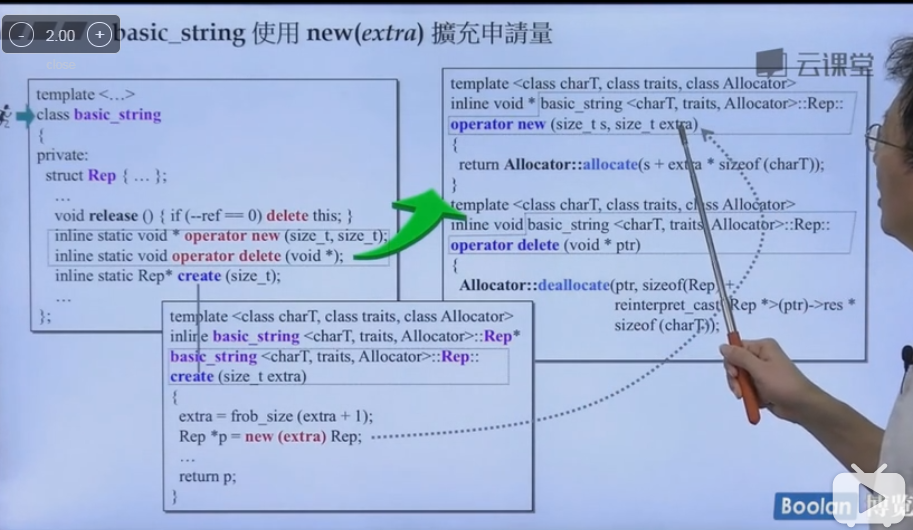 2.00
close
basic_string 使用 new(extra) 擴充申請量
云课堂
template <...>
class basic_string
{
private:
struct Rep { ... };
...
void release () { if (--ref == 0) delete this; }
inline static void * operator new (size_t, size_t);
inline static void operator delete (void *);
inline static Rep* create (size_t);
...
};
template <class charT, class traits, class Allocator>
inline basic_string <charT, traits, Allocator>::Rep*
basic_string <charT, traits, Allocator>::Rep::
create (size_t extra)
{
extra = frob_size (extra + 1);
Rep *p = new (extra) Rep;
...
return p;
}
template <class charT, class traits, class Allocator>
inline void * basic_string <charT, traits, Allocator>::Rep::
operator new (size_t s, size_t extra)
{
return Allocator::allocate(s + extra * sizeof (charT));
}
template <class charT, class traits, class Allocator>
inline void basic_string <charT, traits, Allocator>::Rep::
operator delete (void * ptr)
{
Allocator::deallocate(ptr, sizeof(Rep) +
reinterpret_cast<Rep *>(ptr)->res *
sizeof (charT));
}
Boolan 博览